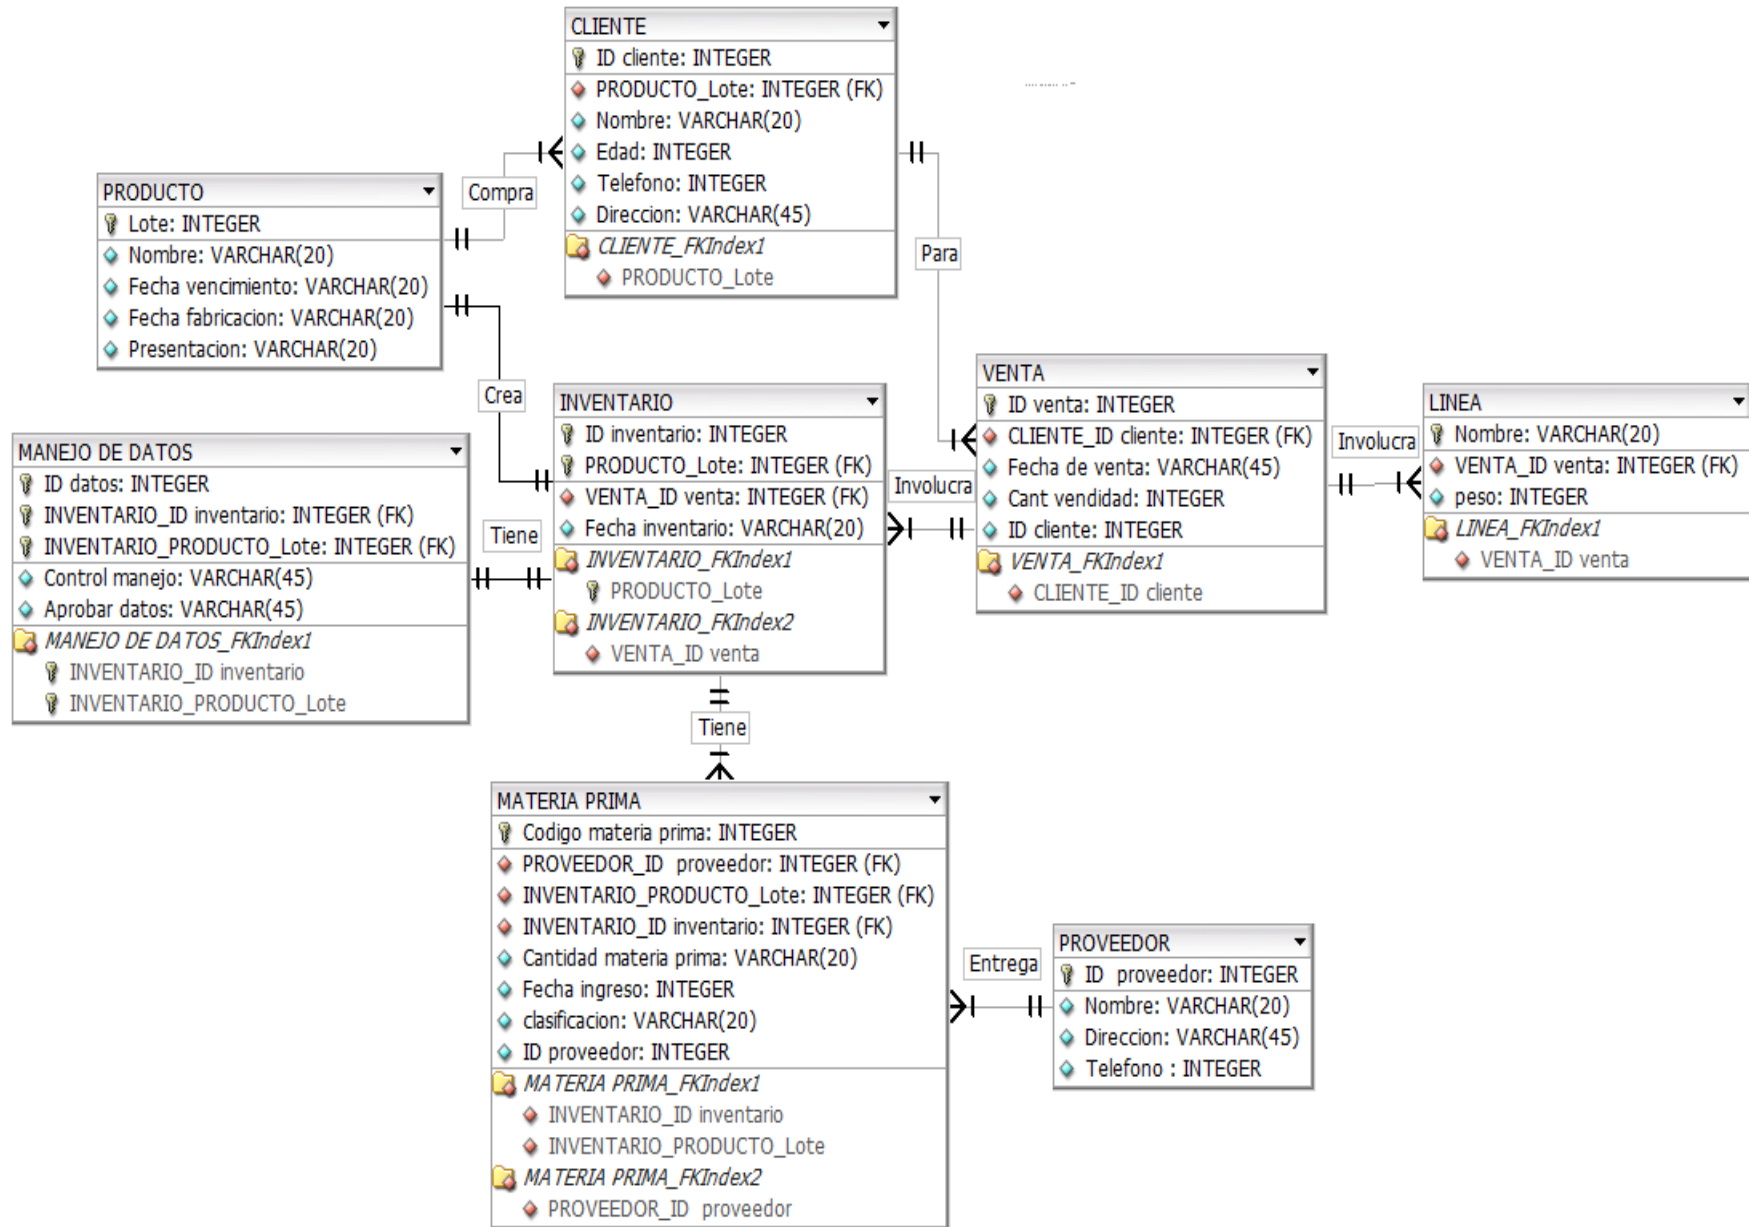 CLIENTE
ID cliente: INTEGER
PRODUCTO_Lote: INTEGER (FK)
Nombre: VARCHAR(20)
Edad: INTEGER
Telefono: INTEGER
Direccion: VARCHAR(45)
CLIENTE_FKIndex1
PRODUCTO_Lote
Compra
PRODUCTO
Lote: INTEGER
Nombre: VARCHAR(20)
Fecha vencimiento: VARCHAR(20)
Fecha fabricacion: VARCHAR(20)
Presentacion: VARCHAR(20)
Para
Crea
INVENTARIO
ID inventario: INTEGER
PRODUCTO_Lote: INTEGER (FK)
VENTA_ID venta: INTEGER (FK)
Fecha inventario: VARCHAR(20)
INVENTARIO_FKIndex1
PRODUCTO_Lote
INVENTARIO_FKIndex2
VENTA_ID venta
VENTA
ID venta: INTEGER
CLIENTE_ID cliente: INTEGER (FK)
Fecha de venta: VARCHAR(45)
Cant vendidad: INTEGER
ID cliente: INTEGER
VENTA_FKIndex1
CLIENTE_ID cliente
Involucra
LINEA
Nombre: VARCHAR(20)
VENTA_ID venta: INTEGER (FK)
peso: INTEGER
LINEA_FKIndex1
VENTA_ID venta
Involucra
MANEJO DE DATOS
ID datos: INTEGER
INVENTARIO_ID inventario: INTEGER (FK)
INVENTARIO_PRODUCTO_Lote: INTEGER (FK)
Control manejo: VARCHAR(45)
Aprobar datos: VARCHAR(45)
MANEJO DE DATOS_FKIndex1
INVENTARIO_ID inventario
INVENTARIO_PRODUCTO_Lote
Tiene
Tiene
MATERIA PRIMA
Codigo materia prima: INTEGER
PROVEEDOR_ID  proveedor: INTEGER (FK)
INVENTARIO_PRODUCTO_Lote: INTEGER (FK)
INVENTARIO_ID inventario: INTEGER (FK)
Cantidad materia prima: VARCHAR(20)
Fecha ingreso: INTEGER
clasificacion: VARCHAR(20)
ID proveedor: INTEGER
MATERIA PRIMA_FKIndex1
INVENTARIO_ID inventario
INVENTARIO_PRODUCTO_Lote
MATERIA PRIMA_FKIndex2
PROVEEDOR_ID  proveedor
Entrega
PROVEEDOR
ID  proveedor: INTEGER
Nombre: VARCHAR(20)
Direccion: VARCHAR(45)
Telefono : INTEGER